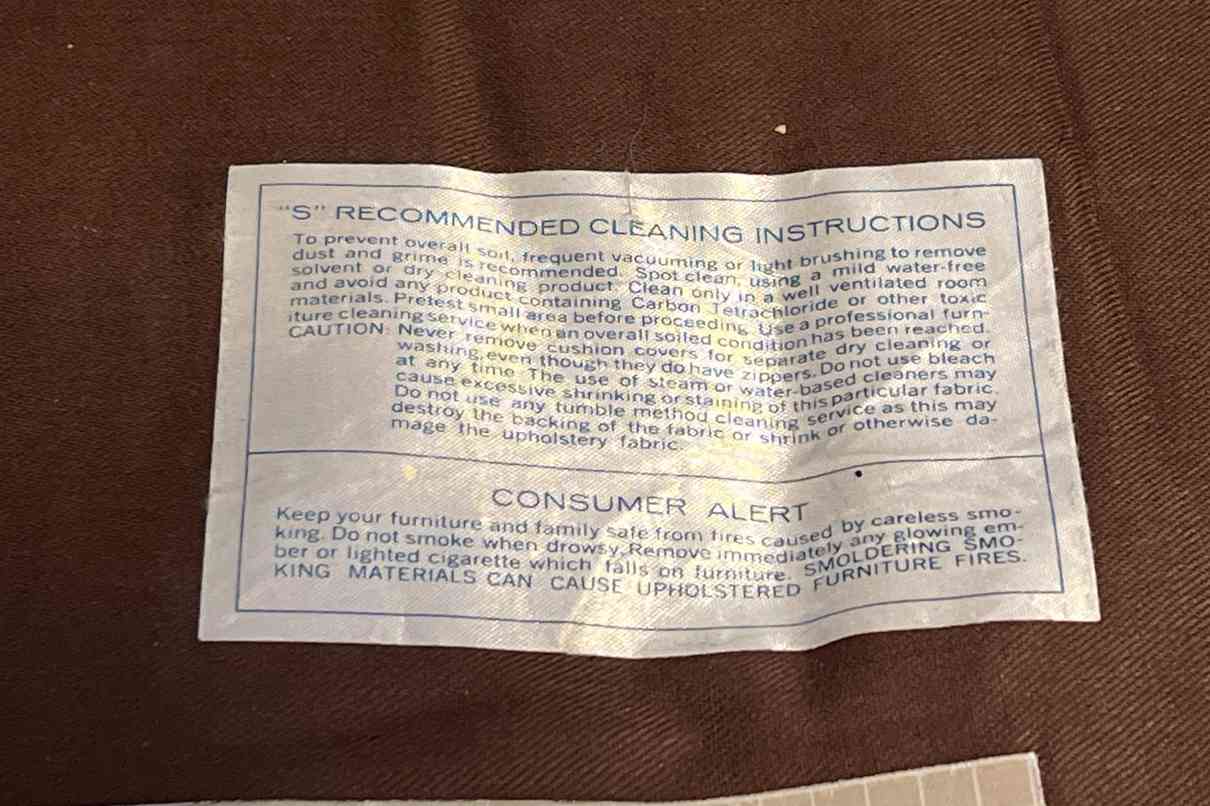 "S" RECOMMENDED CLEANING INSTRUCTIONS
To prevent overall soil, frequent vacuuming or light brushing to remove
dust and grime is recommended. Spot clean, using a mild water-free
solvent or dry cleaning product. Clean only in a well ventilated room
and avoid any product containing Carbon Tetrachloride or other toxic
materials. Pretest small area before proceeding. Use a professional furn-
iture cleaning service when an overall soiled condition has been reached.
CAUTION: Never remove cushion covers for separate dry cleaning or
washing, even though they do have zippers. Do not use bleach
at any time. The use of steam or water-based cleaners may
cause excessive shrinking or staining of this particular fabric.
Do not use any tumble method cleaning service as this may
destroy the backing of the fabric or shrink or otherwise da-
mage the upholstery fabric.
CONSUMER ALERT
Keep your furniture and family safe from fires caused by careless smo-
king. Do not smoke when drowsy. Remove immediately any glowing em-
ber or lighted cigarette which falls on furniture. SMOLDERING SMO-
KING MATERIALS CAN CAUSE UPHOLSTERED FURNITURE FIRES.